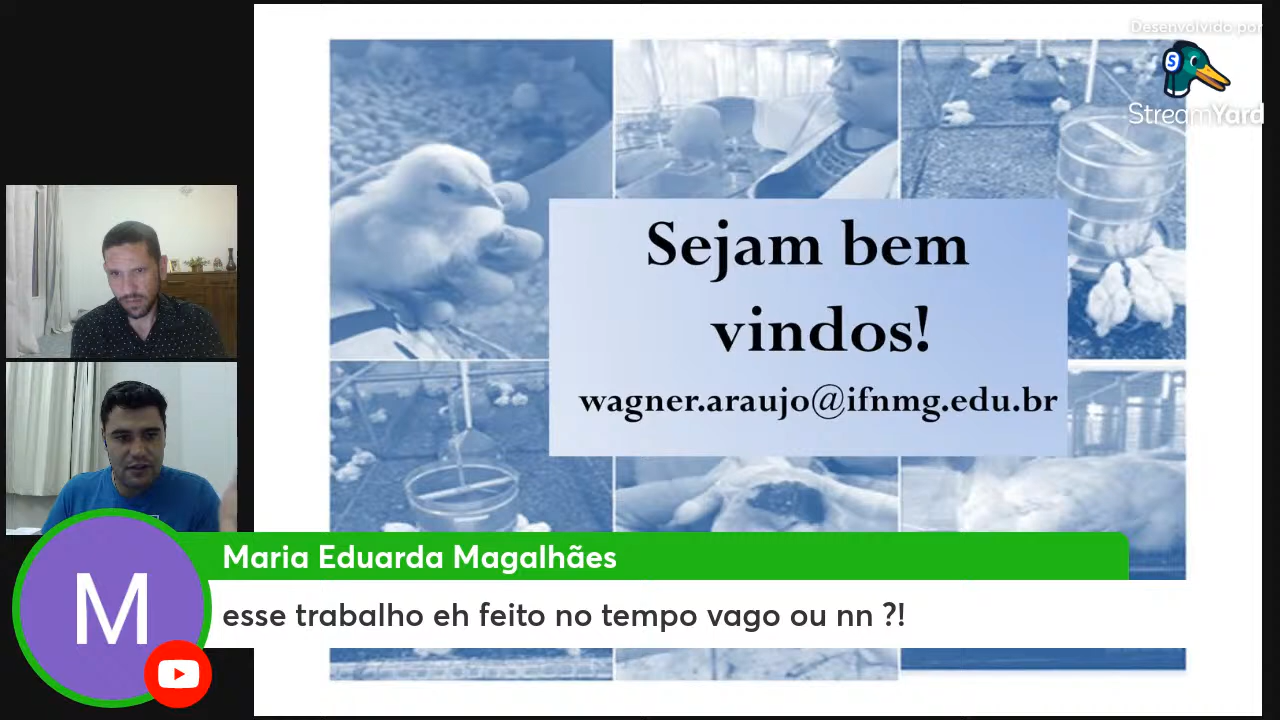 Desenvolvido por
S
StreamYard
Sejam bem
vindos!
wagner.araujo@ifnmg.edu.br
M
Maria Eduarda Magalhães
esse trabalho eh feito no tempo vago ou nn ?!